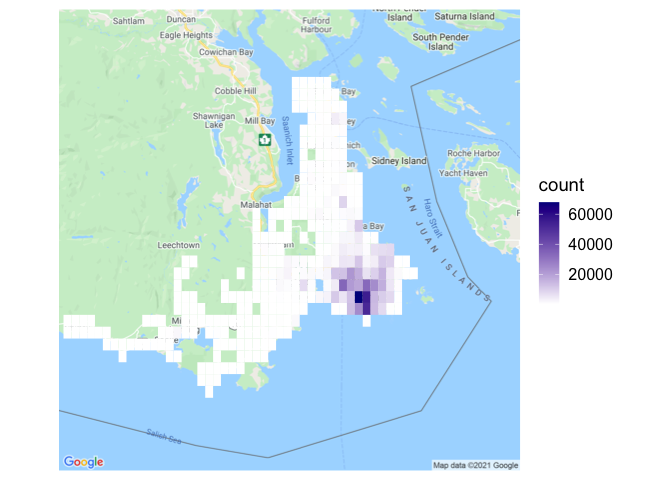 North Pender
Island
Saturna Island
Sahtlam
Duncan
Fulford
Harbour
Eagle Heights
South Pender
Island
Cowichan Bay
Cobble Hill
Bay
Shawnigan
Lake
Mill Bay
1
Saanich Inlet
Sidney Island
Roche Harbor
Yacht Haven
Malahat
Haro Strait
SAN JUAN ISLANDS
a Bay
Leechtown
Salish Sea
Google
Map data ©2021 Google
count
60000
40000
20000